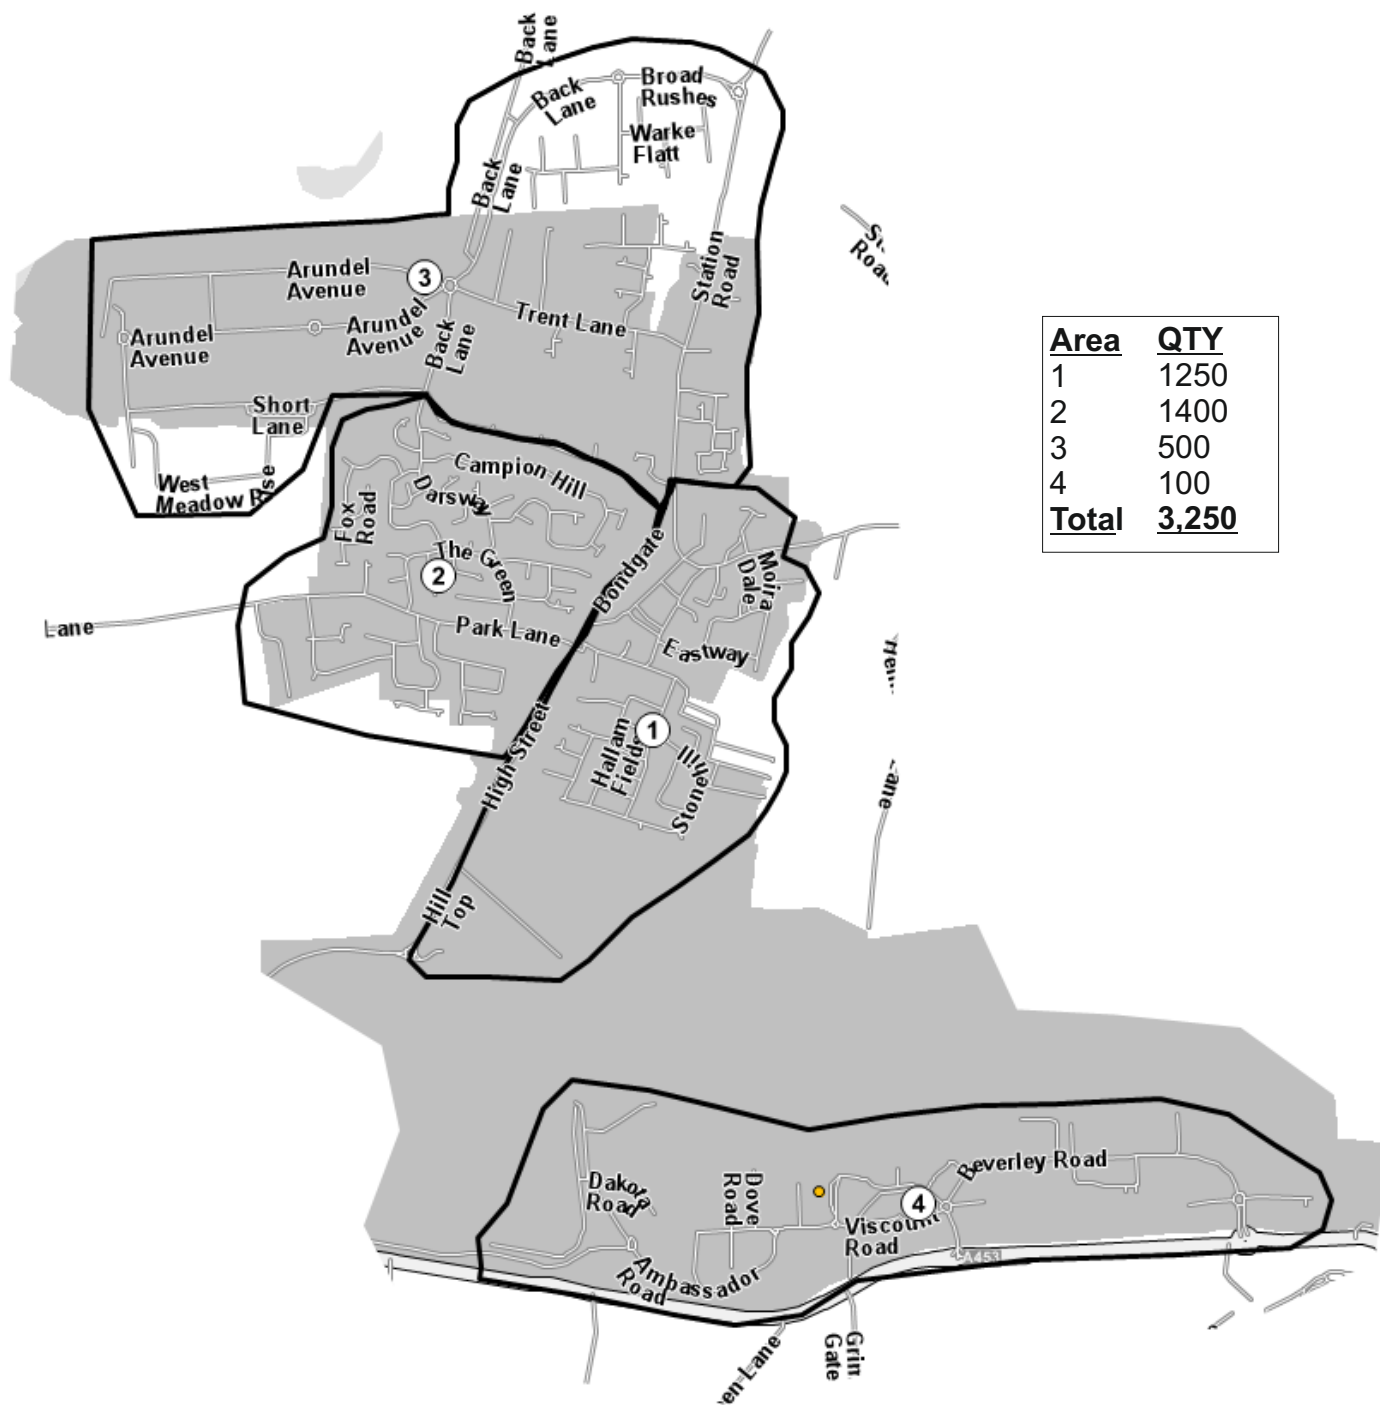 Back
Lane
Back
Lane
Broad
Rushes
Warke
Flatt
Back
Lane
Station
Road
Road
Arundel
Avenue
3
Arundel
Avenue
Arundel
Avenue
Back
Lane
Trent Lane
Short
Lane
West
Meadow Rise
Area QTY
1 1250
2 1400
3 500
4 100
Total 3,250
Campion Hill
Darsway
Fox
Road
The Green
2
Bondgate
Moira
Dale
Lane
Park Lane
Eastway
High Street
Hallam
Fields
1
Stone
Hill
Top
Beverley Road
Dakota
Road
Dove
Road
4
Viscount
Road
A453
Ambassador
Road
Gate
Lane